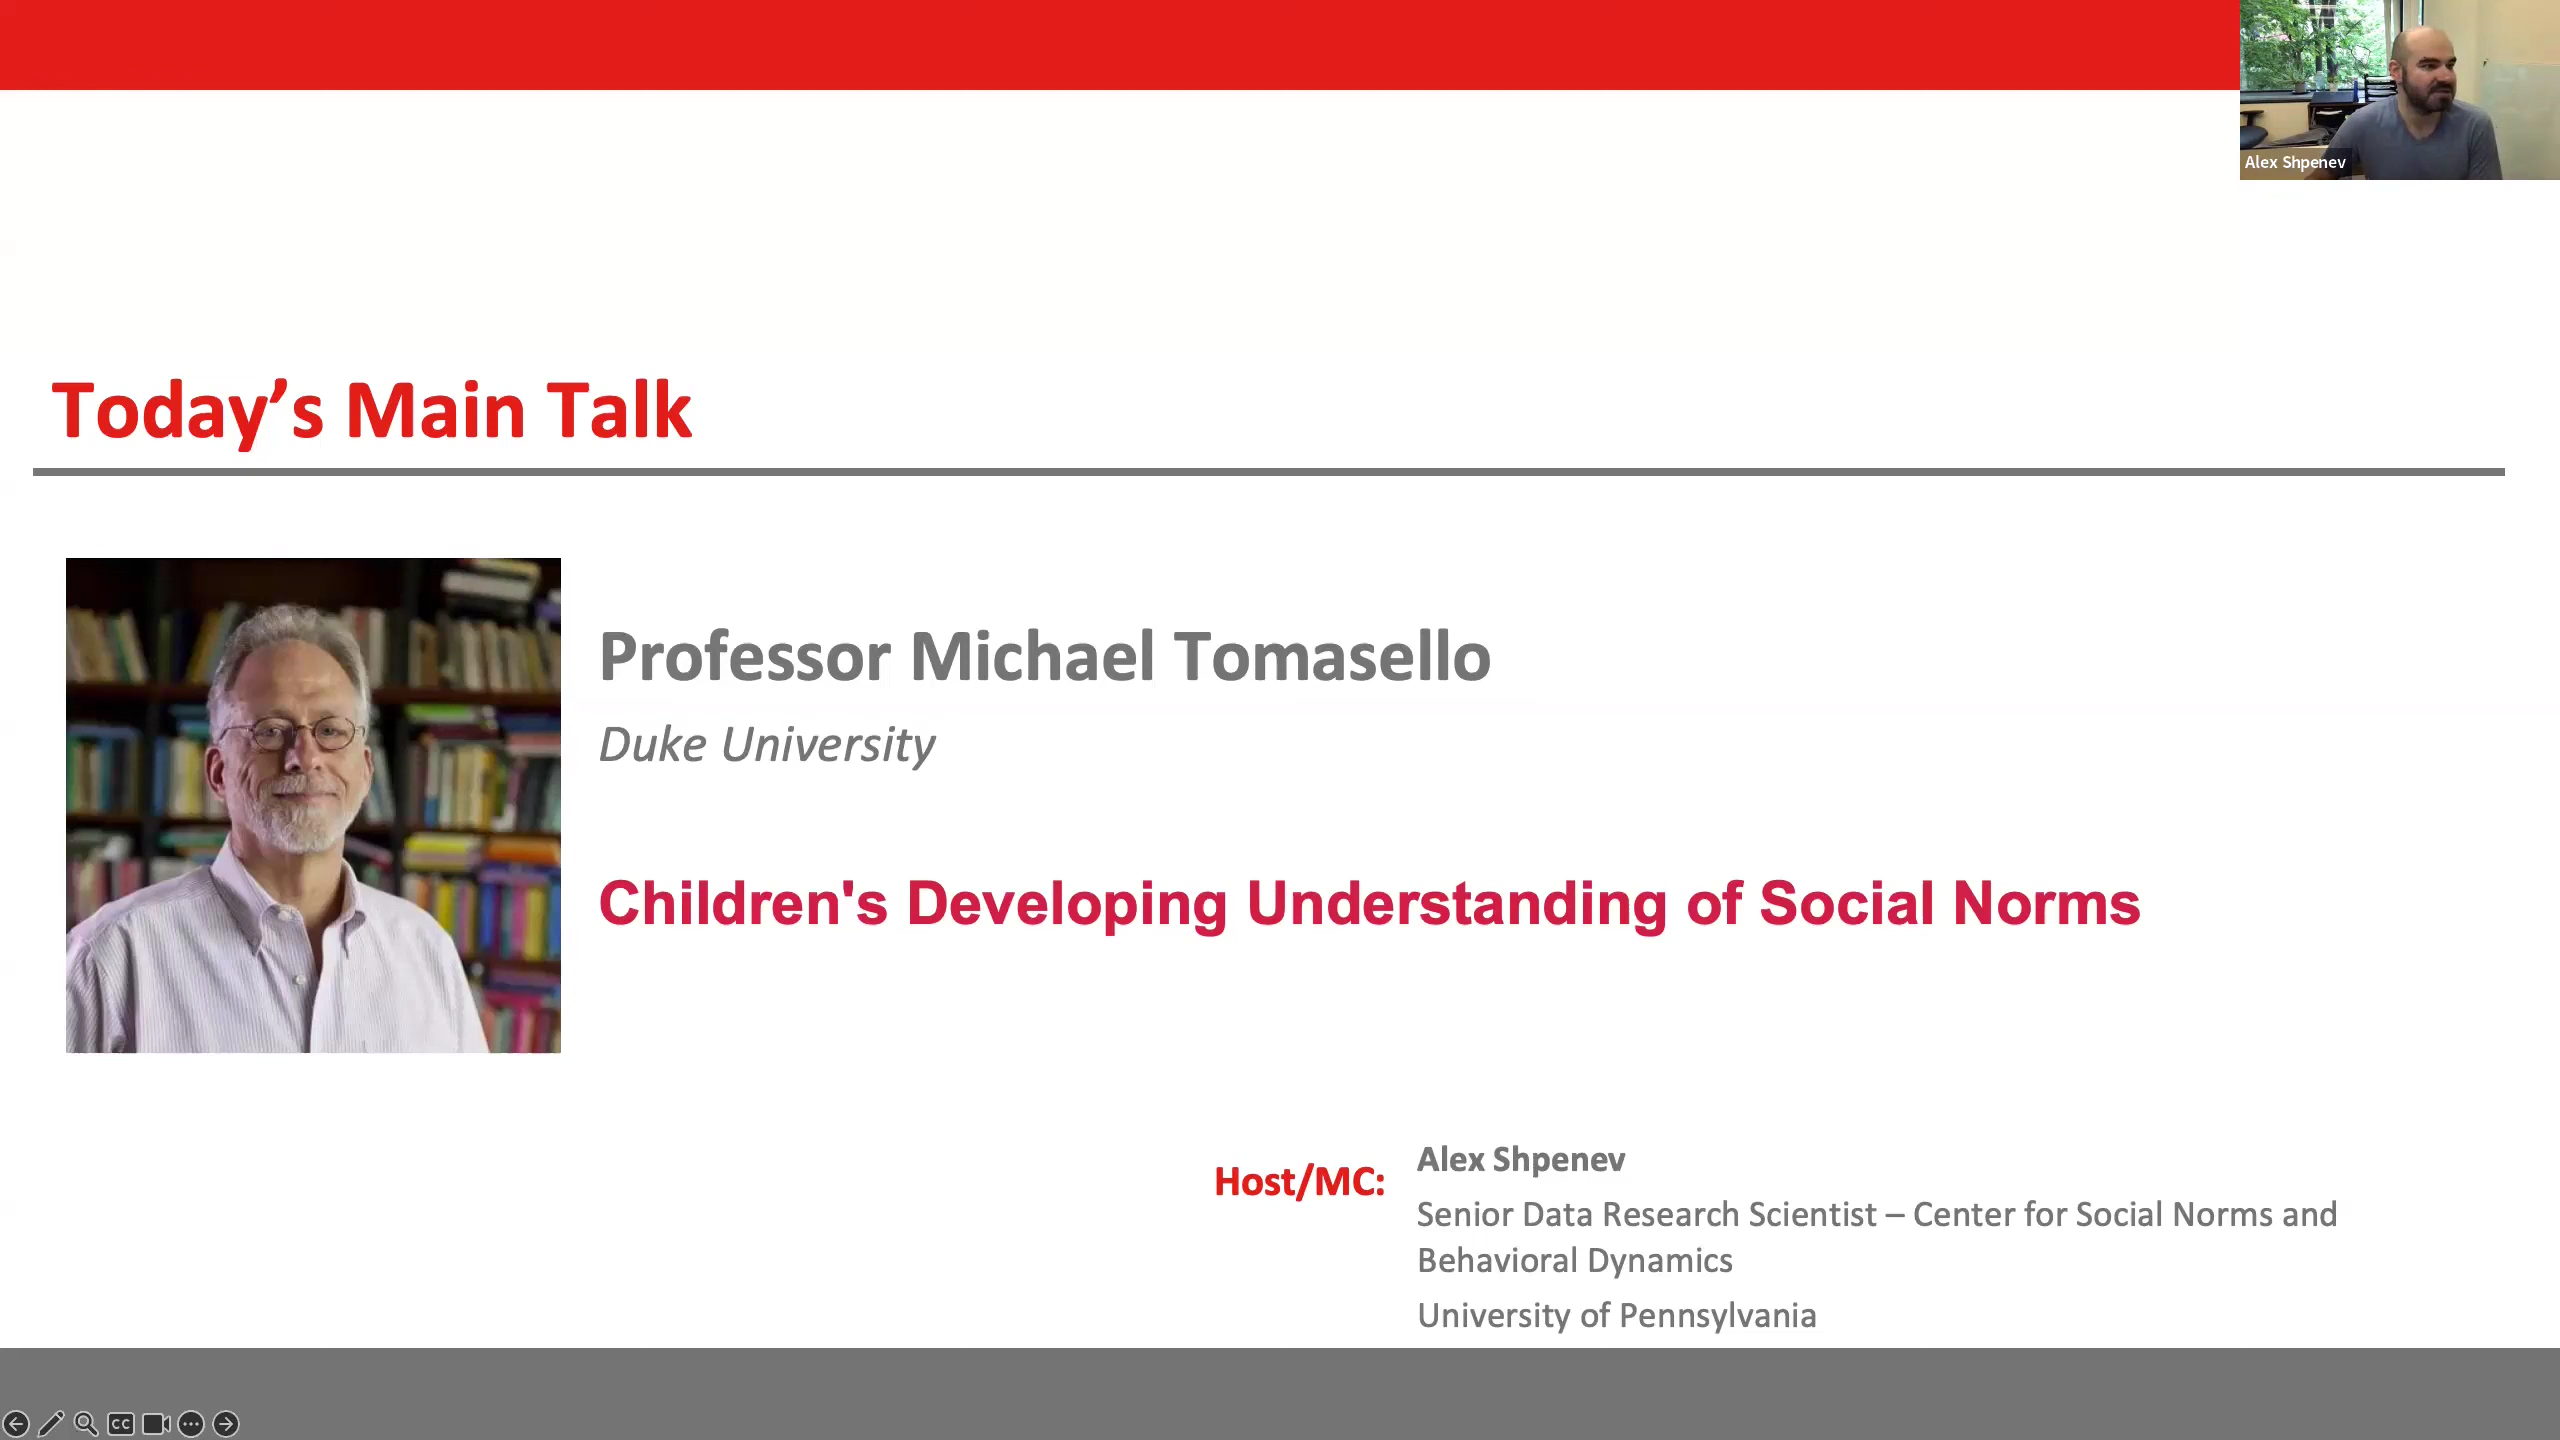 Alex Shpenev
Today’s Main Talk
Professor Michael Tomasello
Duke University
Children's Developing Understanding of Social Norms
Host/MC:
Alex Shpenev
Senior Data Research Scientist – Center for Social Norms and
Behavioral Dynamics
University of Pennsylvania
CC